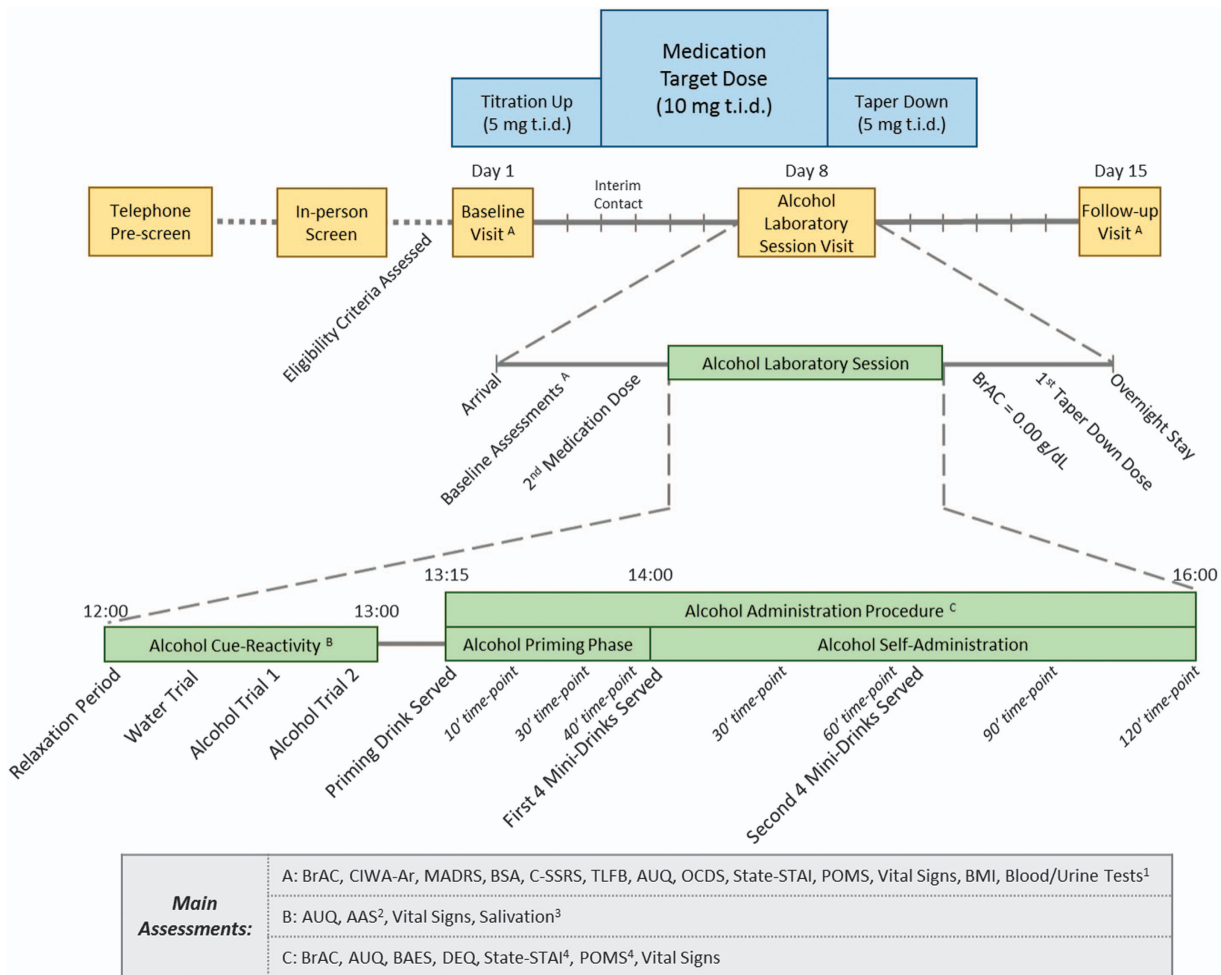 Medication
Target Dose
(10 mg t.i.d.)
Titration Up
(5 mg t.i.d.)
Taper Down
(5 mg t.i.d.)
Day 1
Interim
Contact
Day 8
Day 15
Telephone
Pre-screen
In-person
Screen
Eligibility Criteria Assessed
Baseline
Visit A
Alcohol
Laboratory
Session Visit
Follow-up
Visit A
Arrival
Baseline Assessments A
2nd Medication Dose
Alcohol Laboratory Session
BrAC = 0.00 g/dL
1st Taper Down Dose
Overnight Stay
12:00
13:00
13:15
14:00
16:00
Alcohol Cue-Reactivity B
Alcohol Administration Procedure C
Alcohol Priming Phase
Alcohol Self-Administration
Relaxation Period
Water Trial
Alcohol Trial 1
Alcohol Trial 2
Priming Drink Served
10' time-point
30' time-point
40' time-point
First 4 Mini-Drinks Served
30' time-point
60' time-point
Second 4 Mini-Drinks Served
90' time-point
120' time-point
Main
Assessments:
A: BrAC, CIWA-Ar, MADRS, BSA, C-SSRS, TLFB, AUQ, OCDS, State-STAI, POMS, Vital Signs, BMI, Blood/Urine Tests1
B: AUQ, AAS2, Vital Signs, Salivation3
C: BrAC, AUQ, BAES, DEQ, State-STAI4, POMS4, Vital Signs